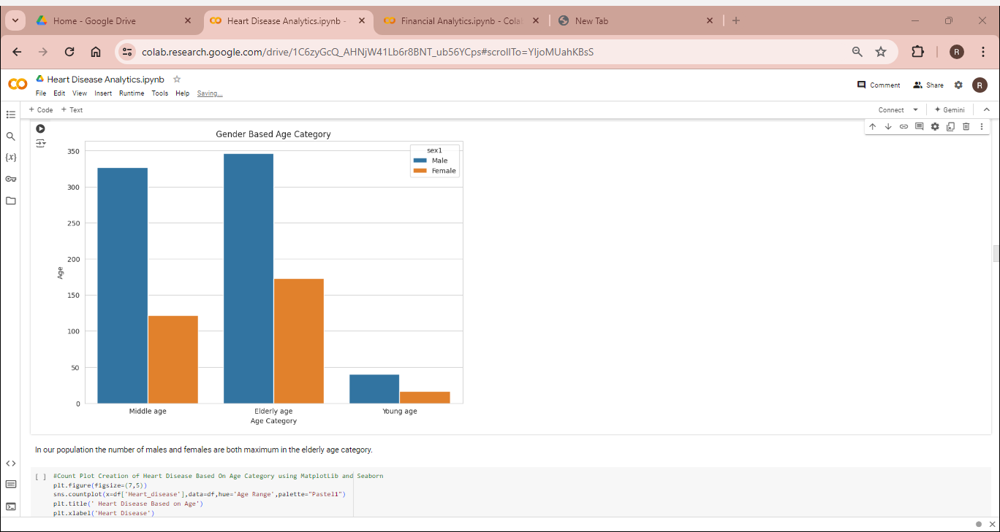 Home - Google Drive
Heart Disease Analytics.ipynb -
Financial Analytics.ipynb - Cola
New Tab
colab.research.google.com/drive/1C6zyGcQ_AHNjW41Lb6r8BNT_ub56YCps#scrollTo=YIjoMUahKBsS
R
Heart Disease Analytics.ipynb
File Edit View Insert Runtime Tools Help Saving...
Comment
Share
R
+ Code + Text
Connect
Gemini
{x}
Gender Based Age Category
sex1
Male
Female
350
300
250
200
150
100
50
0
Age
Middle age
Elderly age
Young age
Age Category
In our population the number of males and females are both maximum in the elderly age category.
[ ] #Count Plot Creation of Heart Disease Based On Age Category using MatplotLib and Seaborn
plt.figure(figsize=(7,5))
sns.countplot(x=df['Heart_disease'],data=df,hue='Age Range',palette="Pastel1")
plt.title(' Heart Disease Based on Age')
plt.xlabel('Heart Disease')